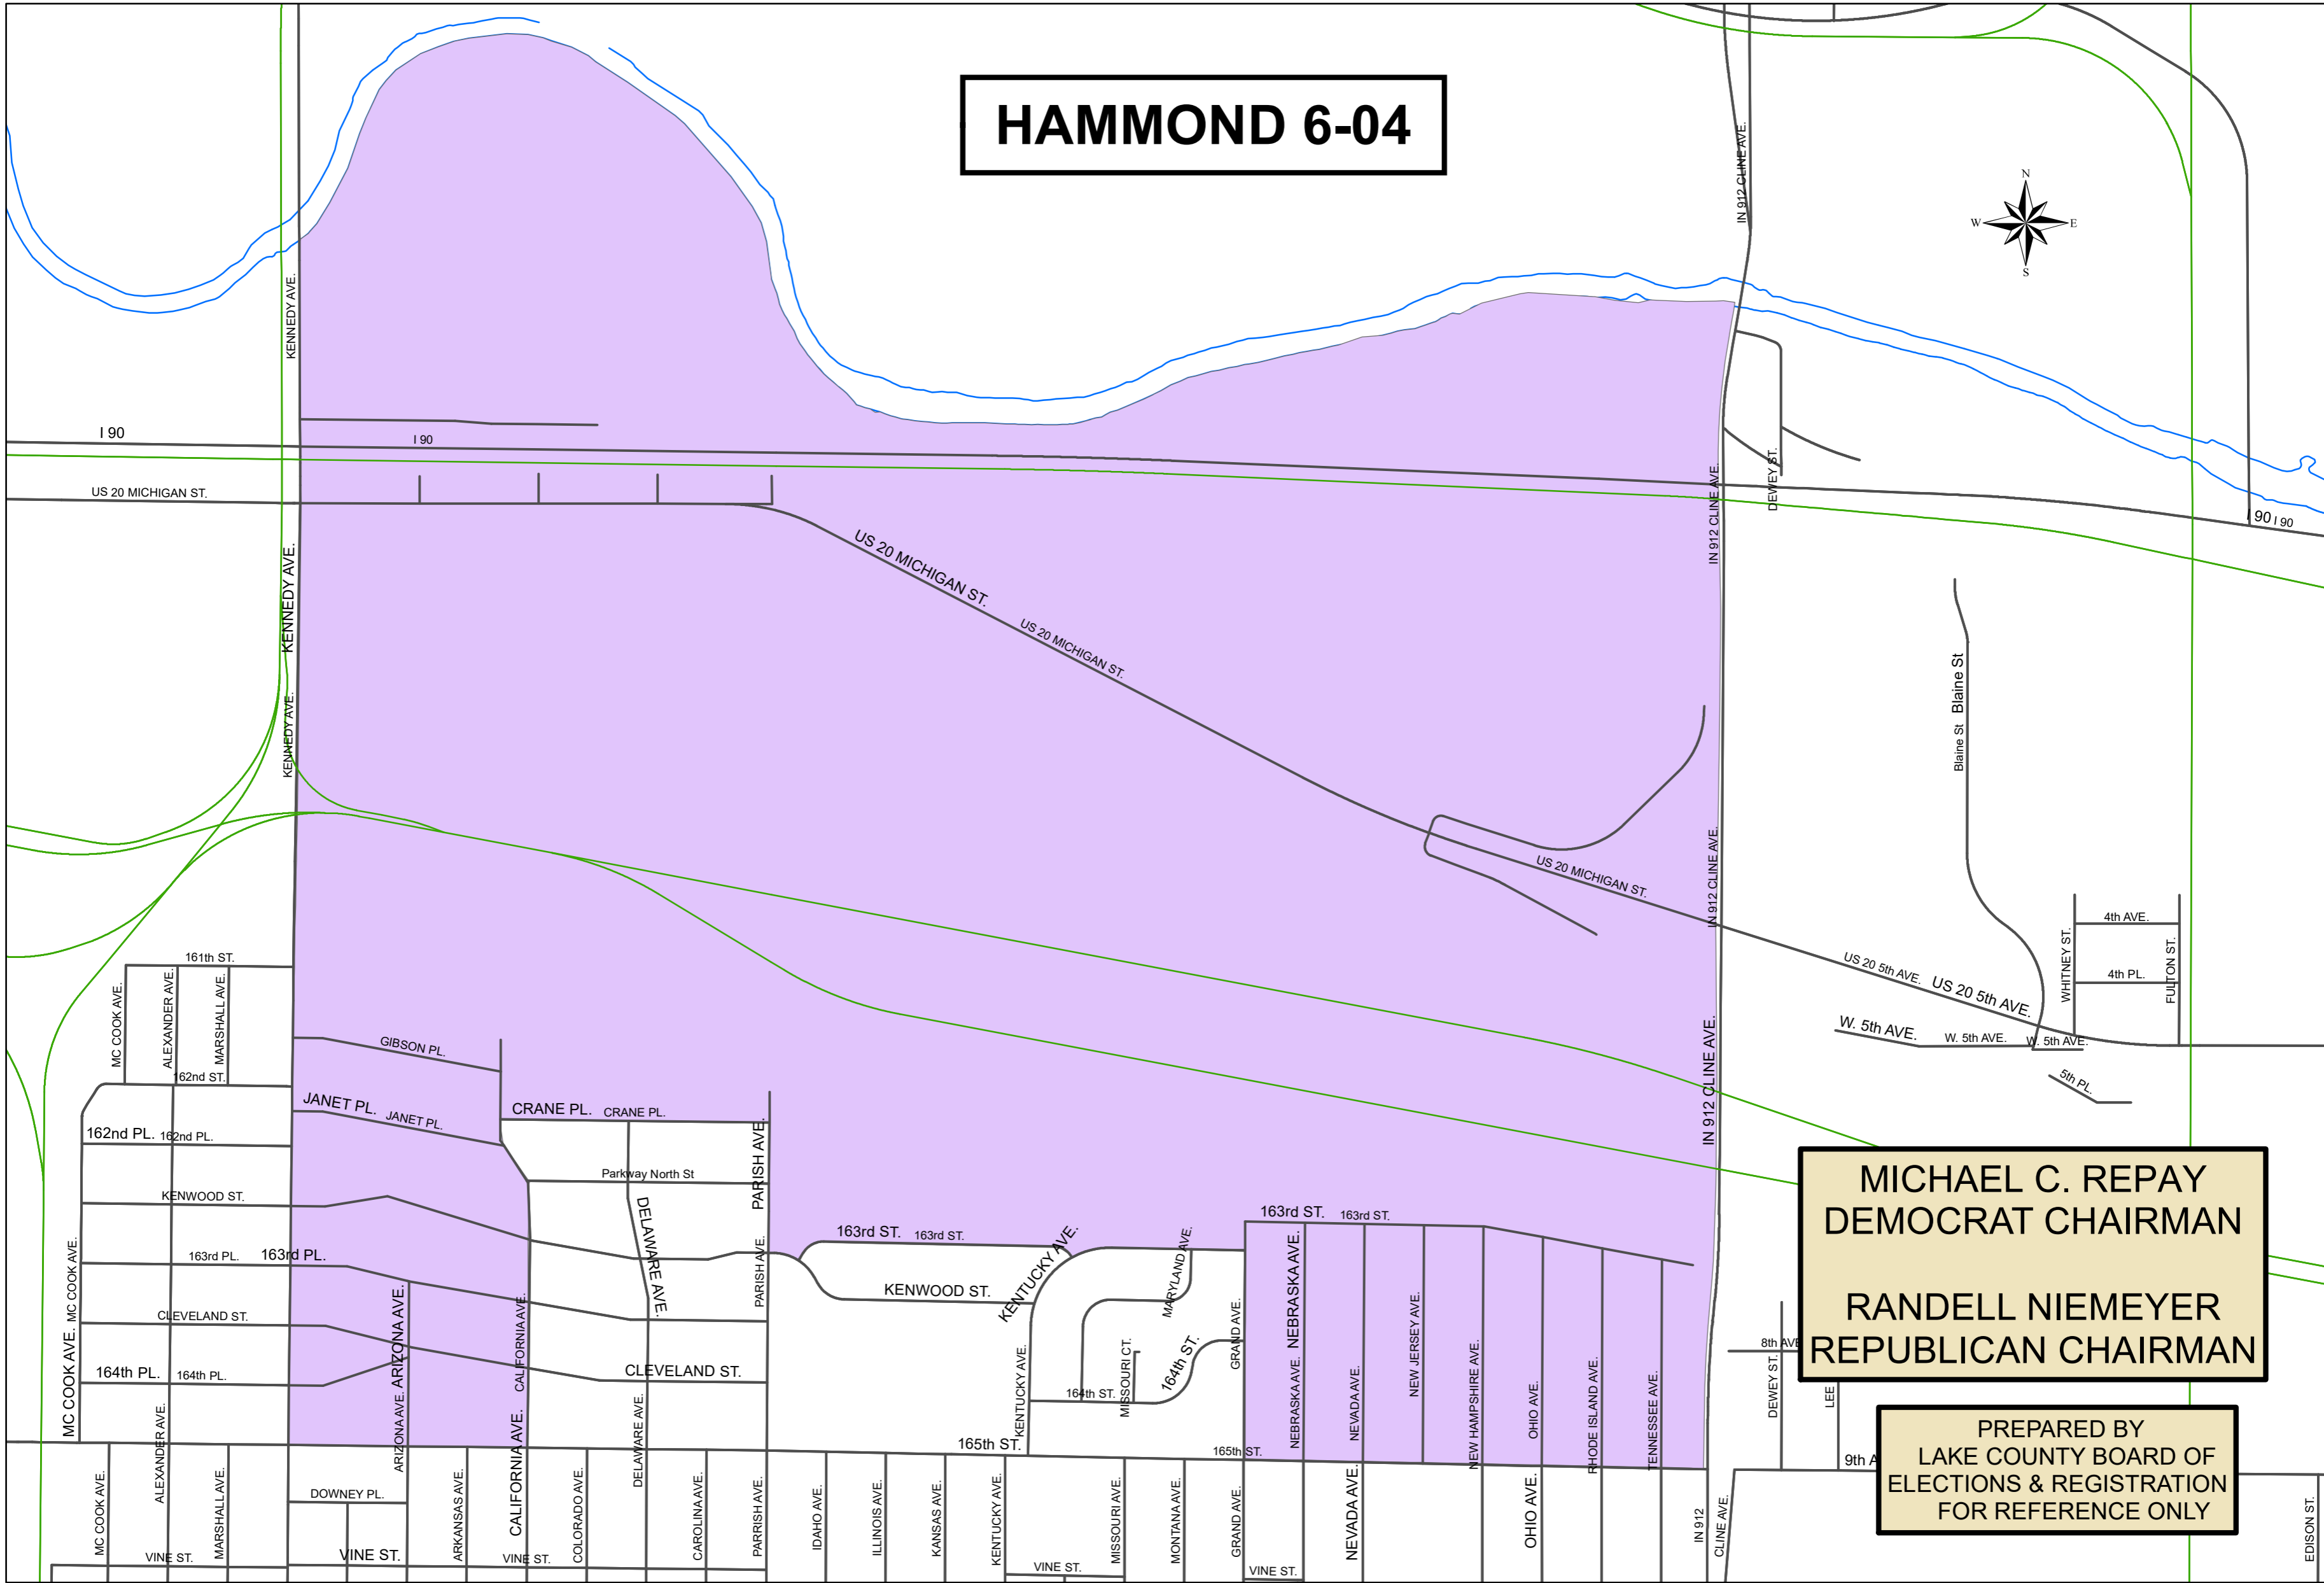 HAMMOND 6-04
IN 912 CLINE AVE.
N
W
E
S
KENNEDY AVE.
I 90
I 90
US 20 MICHIGAN ST.
IN 912 CLINE AVE.
DEWEY ST.
I 90
I 90
KENNEDY AVE.
US 20 MICHIGAN ST.
US 20 MICHIGAN ST.
KENNEDY AVE.
Blaine St
Blaine St
IN 912 CLINE AVE.
US 20 MICHIGAN ST.
4th AVE.
WHITNEY ST.
4th PL.
FULTON ST.
US 20 5th AVE.
US 20 5th AVE.
W. 5th AVE.
W. 5th AVE.
W. 5th AVE.
5th PL.
161th ST.
MC COOK AVE.
ALEXANDER AVE.
MARSHALL AVE.
162nd ST.
GIBSON PL.
IN 912 CLINE AVE.
JANET PL.
JANET PL.
CRANE PL.
CRANE PL.
162nd PL.
162nd PL.
PARISH AVE.
Parkway North St
KENWOOD ST.
DELAWARE AVE.
163rd ST.
163rd ST.
163rd ST.
163rd ST.
163rd PL.
163rd PL.
MC COOK AVE.
MC COOK AVE.
PARISH AVE.
KENWOOD ST.
KENTUCKY AVE.
MARYLAND AVE.
NEBRASKA AVE.
NEBRASKA AVE.
CLEVELAND ST.
ARIZONA AVE.
ARIZONA AVE.
CALIFORNIA AVE.
CALIFORNIA AVE.
GRAND AVE.
164th PL.
164th PL.
CLEVELAND ST.
KENTUCKY AVE.
164th ST.
MISSOURI CT.
164th ST.
NEVADA AVE.
NEW JERSEY AVE.
NEW HAMPSHIRE AVE.
OHIO AVE.
RHODE ISLAND AVE.
TENNESSEE AVE.
165th ST.
165th ST.
MICHAEL C. REPAY
DEMOCRAT CHAIRMAN
RANDELL NIEMEYER
REPUBLICAN CHAIRMAN
8th AVE
DEWEY ST.
LEE
9th A
PREPARED BY
LAKE COUNTY BOARD OF
ELECTIONS & REGISTRATION
FOR REFERENCE ONLY
MC COOK AVE.
ALEXANDER AVE.
MARSHALL AVE.
DOWNEY PL.
ARKANSAS AVE.
COLORADO AVE.
DELAWARE AVE.
CAROLINA AVE.
PARRISH AVE.
IDAHO AVE.
ILLINOIS AVE.
KANSAS AVE.
KENTUCKY AVE.
MISSOURI AVE.
MONTANA AVE.
GRAND AVE.
NEVADA AVE.
OHIO AVE.
IN 912
CLINE AVE.
EDISON ST.
VINE ST.
VINE ST.
VINE ST.
VINE ST.
VINE ST.